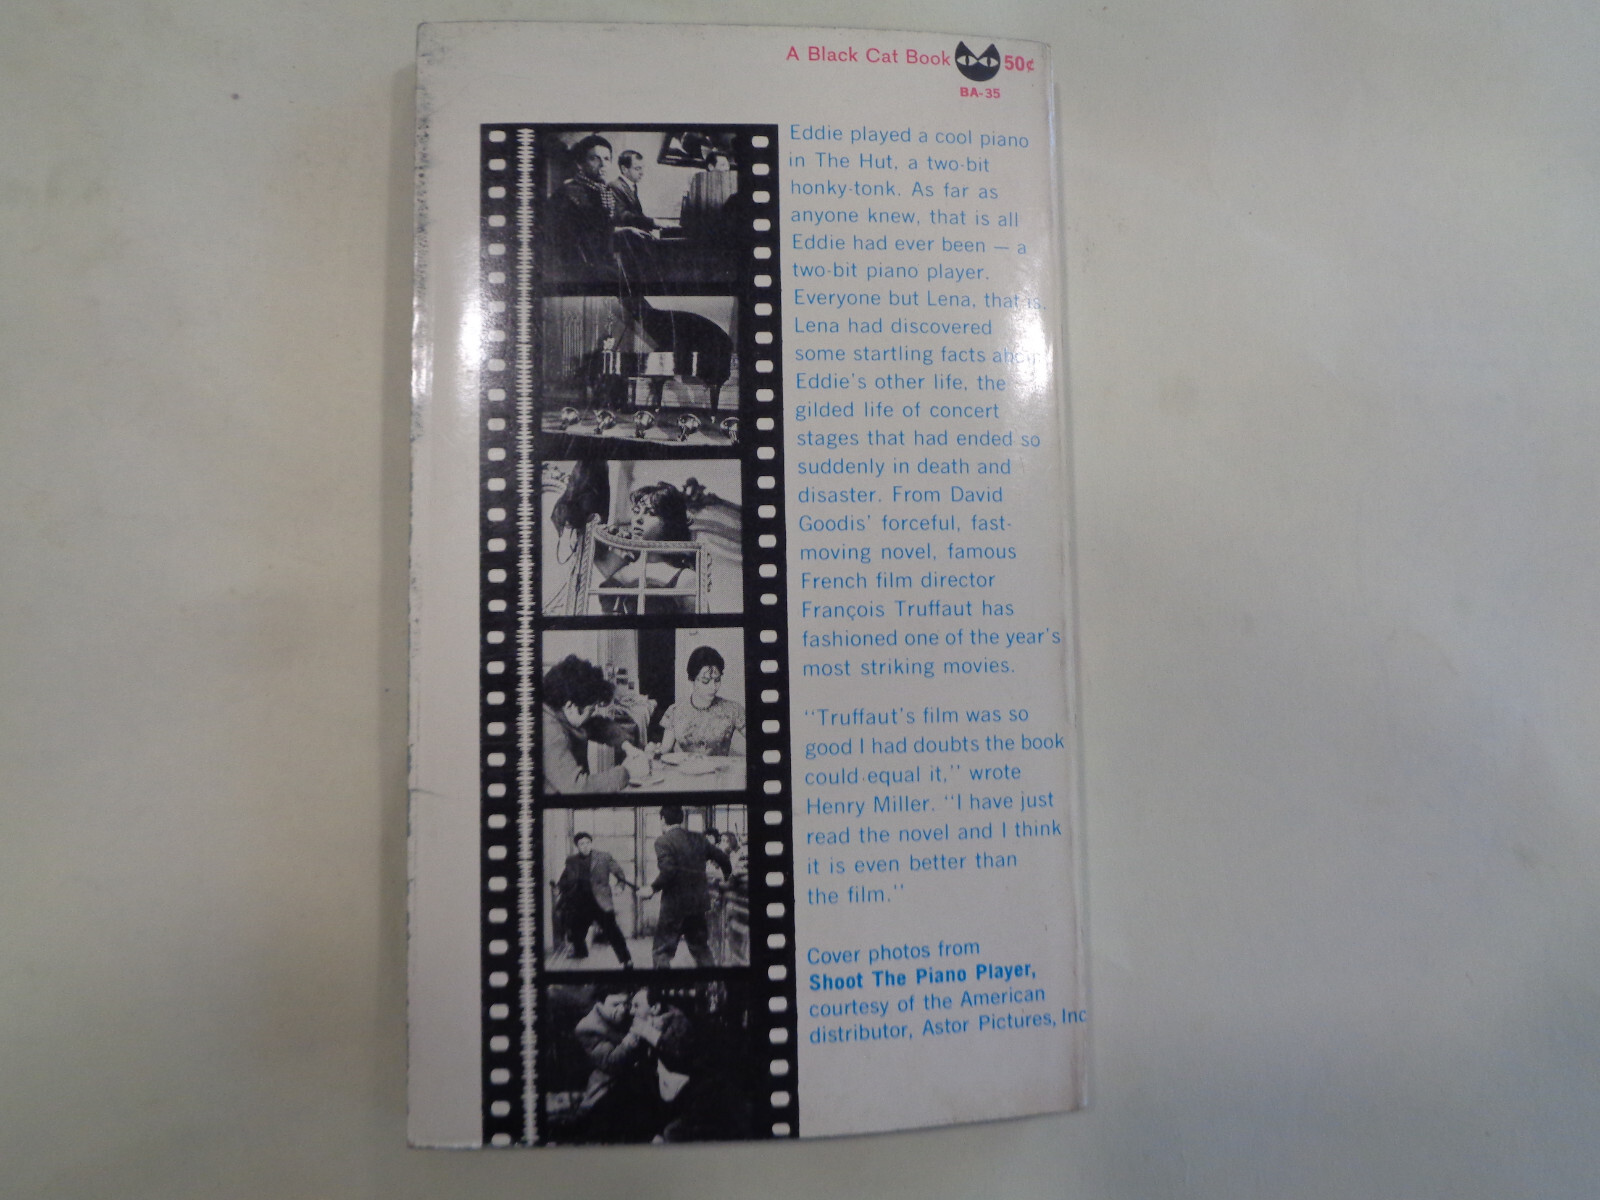 A Black Cat Book 50¢
BA-35
Eddie played a cool piano
in The Hut, a two-bit
honky-tonk. As far as
anyone knew, that is all
Eddie had ever been — a
two-bit piano player.
Everyone but Lena, that is.
Lena had discovered
some startling facts about
Eddie's other life, the
gilded life of concert
stages that had ended so
suddenly in death and
disaster. From David
Goodis' forceful, fast-
moving novel, famous
French film director
François Truffaut has
fashioned one of the year's
most striking movies.
"Truffaut's film was so
good I had doubts the book
could equal it," wrote
Henry Miller. "I have just
read the novel and I think
it is even better than
the film."
Cover photos from
Shoot The Piano Player,
courtesy of the American
distributor, Astor Pictures, Inc